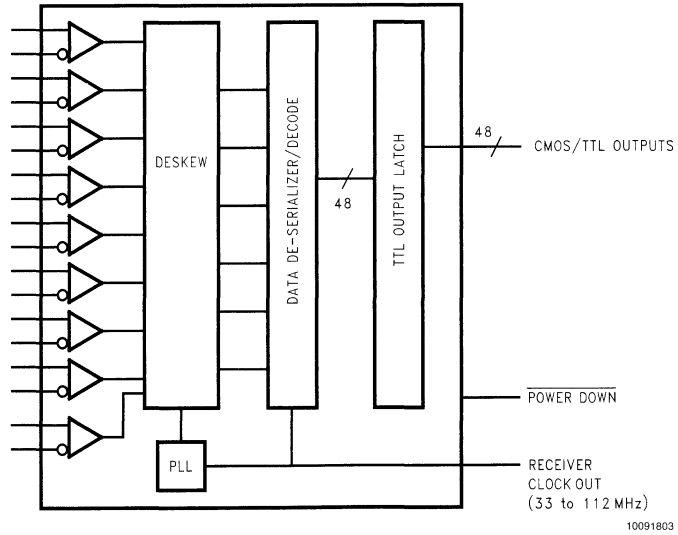 48
CMOS/TTL OUTPUTS
DESKEW
DATA DE-SERIALIZER/DECODE
48
TTL OUTPUT LATCH
POWER DOWN
PLL
RECEIVER
CLOCK OUT
(33 to 112 MHz)
10091803